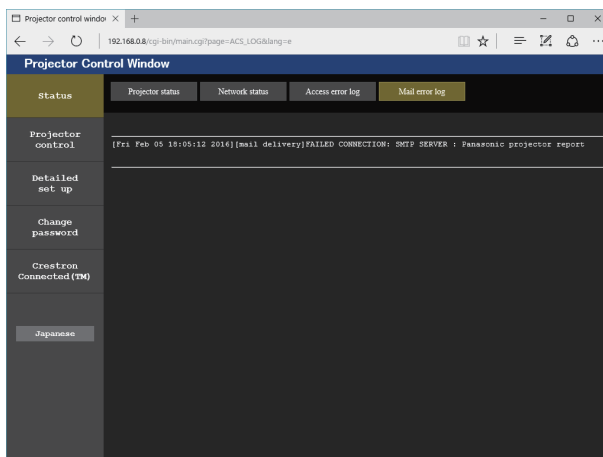 Projector control window
192.168.0.8/cgi-bin/main.cgi?page=ACS_LOG&lang=e
Projector Control Window
Status
Projector status
Network status
Access error log
Mail error log
[Fri Feb 05 18:05:12 2016][mail delivery]FAILED CONNECTION: SMTP SERVER : Panasonic projector report
Projector
control
Detailed
set up
Change
password
Crestron
Connected(TM)
Japanese